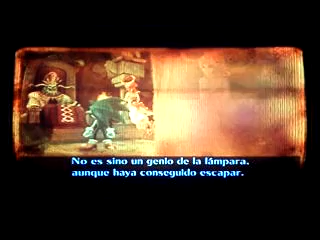 No es sino un genio de la lámpara,
aunque haya conseguido escapar.